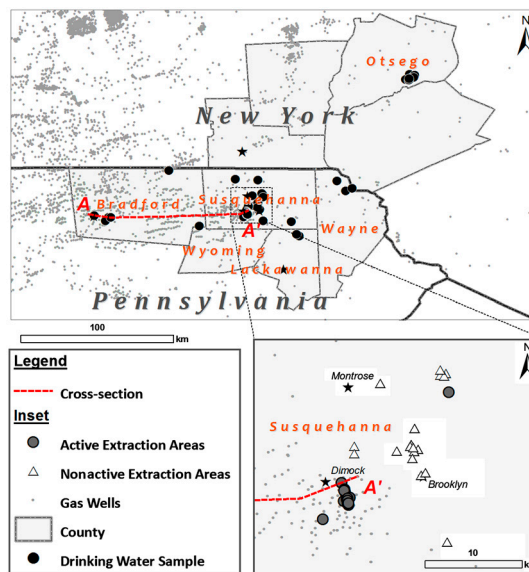 N
Otsego
New York
A
Bradford
Susquehanna
A'
Wayne
Wyoming
Lackawanna
Pennsylvania
100
km
Legend
Cross-section
Inset
Active Extraction Areas
Nonactive Extraction Areas
Gas Wells
County
Drinking Water Sample
N
Montrose
Susquehanna
Dimock
A'
Brooklyn
10
k